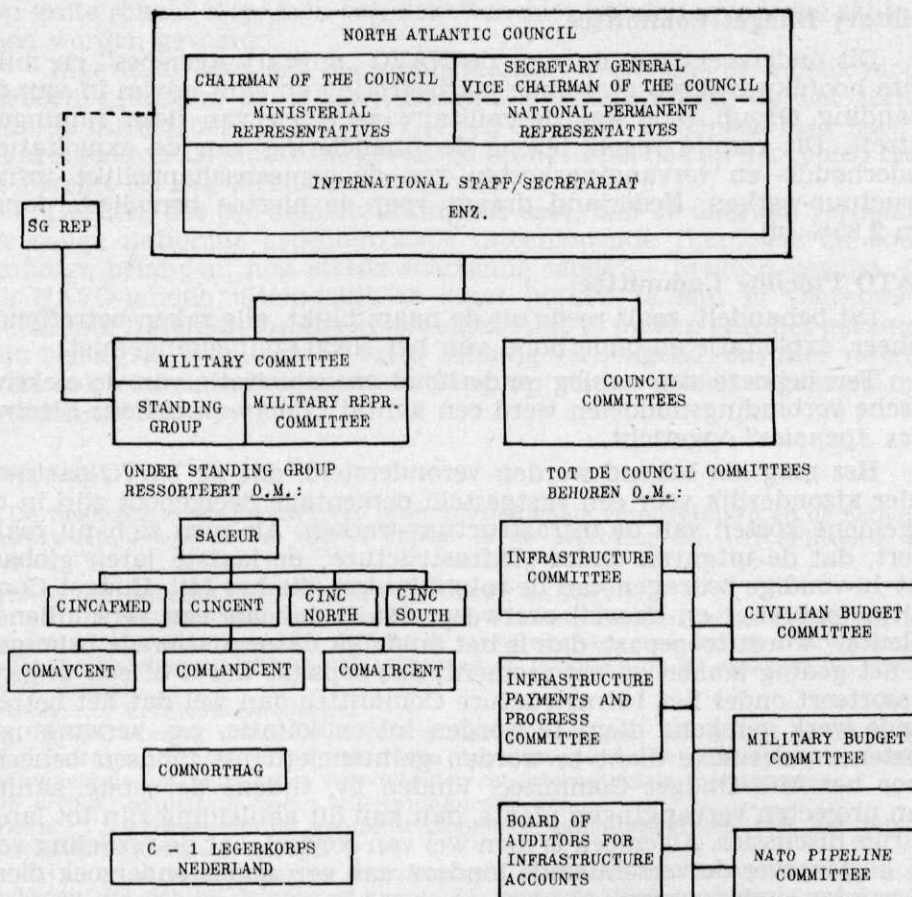 NORTH ATLANTIC COUNCIL
CHAIRMAN OF THE COUNCIL
SECRETARY GENERAL
VICE CHAIRMAN OF THE COUNCIL
MINISTERIAL
REPRESENTATIVES
NATIONAL PERMANENT
REPRESENTATIVES
INTERNATIONAL STAFF/SECRETARIAT
ENZ.
SG REP
MILITARY COMMITTEE
STANDING
GROUP
MILITARY REPR.
COMMITTEE
COUNCIL
COMMITTEES
ONDER STANDING GROUP
RESSORTEERT O.M.:
TOT DE COUNCIL COMMITTEES
BEHOREN O.M.:
SACEUR
CINCAFMED
CINCENT
CINC
NORTH
CINC
SOUTH
COMNAVCENT
COMLANDCENT
COMAIRCENT
COMNORTHAG
C - I LEGERKORPS
NEDERLAND
INFRASTRUCTURE
COMMITTEE
CIVILIAN BUDGET
COMMITTEE
INFRASTRUCTURE
PAYMENTS AND
PROGRESS
COMMITTEE
MILITARY BUDGET
COMMITTEE
BOARD OF
AUDITORS FOR
INFRASTRUCTURE
ACCOUNTS
NATO PIPELINE
COMMITTEE